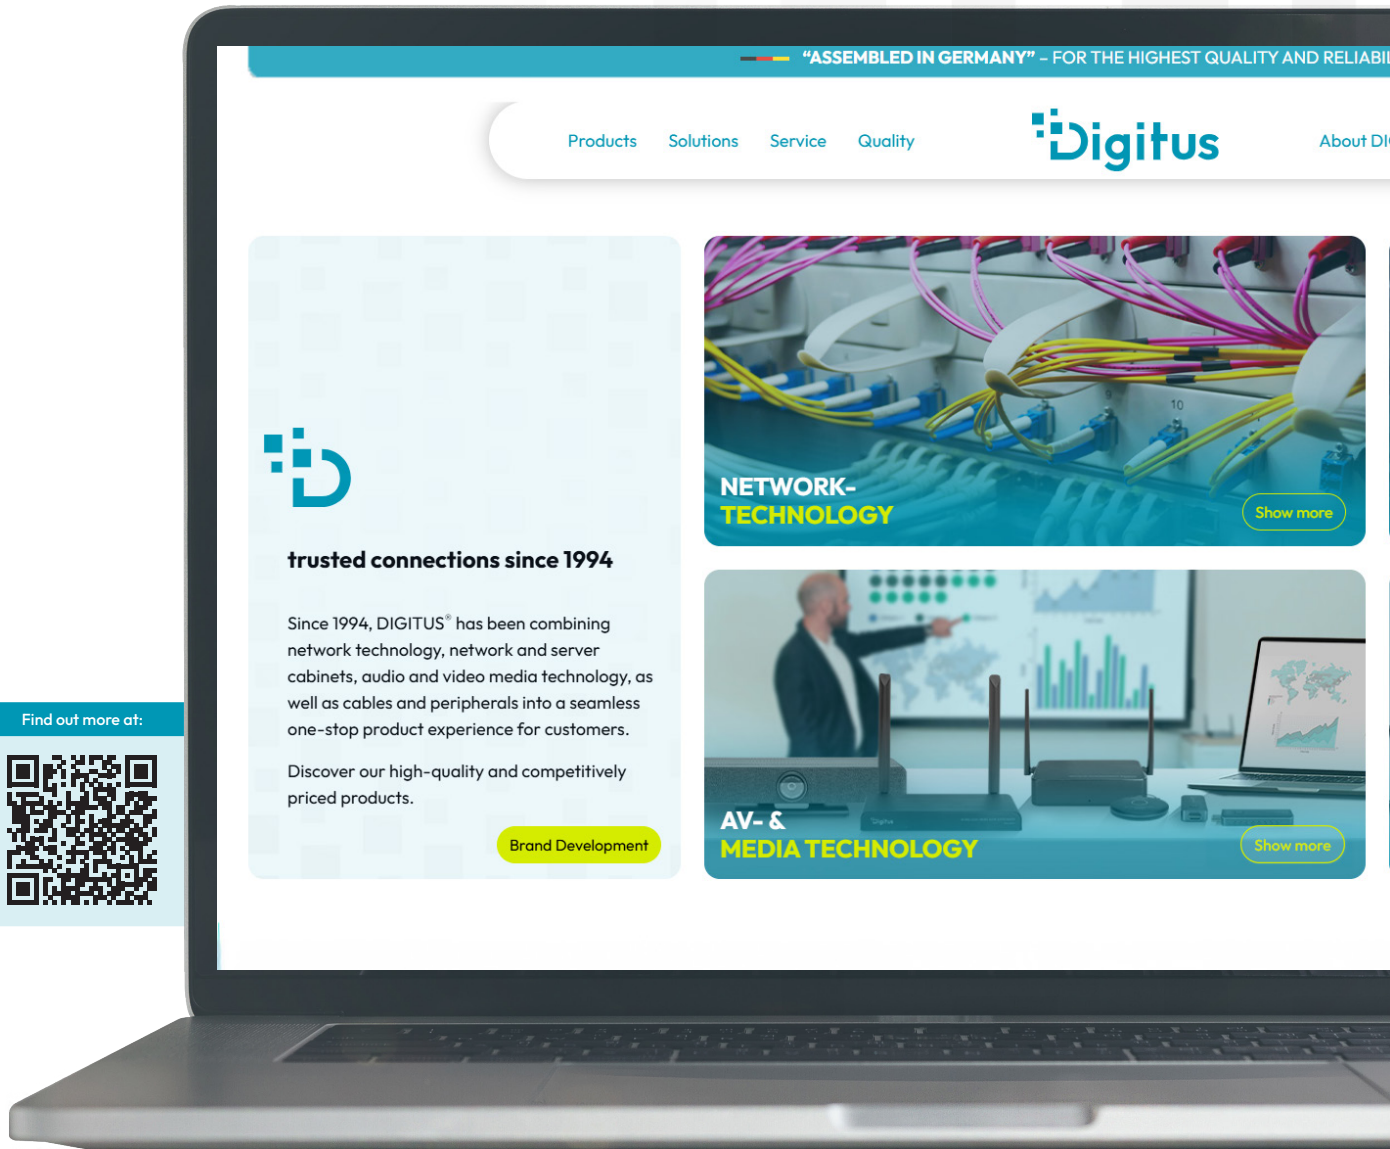 “ASSEMBLED IN GERMANY” – FOR THE HIGHEST QUALITY AND
Products Solutions Service Quality
Digitus
About
NETWORK-
TECHNOLOGY
Show more
9
10
trusted connections since 1994
Since 1994, DIGITUS® has been combining
network technology, network and server
cabinets, audio and video media technology, as
well as cables and peripherals into a seamless
one-stop product experience for customers.
Discover our high-quality and competitively
priced products.
Brand Development
Digitus
AV- &
MEDIA TECHNOLOGY
Show more
Find out more at: